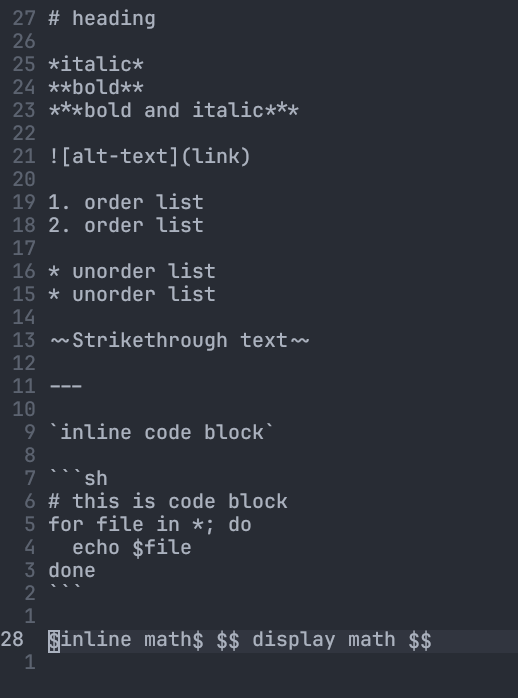 27 # heading
26
25 *italic*
24 **bold**
23 ***bold and italic***
22
21 ![alt-text](link)
20
19 1. order list
18 2. order list
17
16 * unorder list
15 * unorder list
14
13 ~~Strikethrough text~~
12
11 ---
10
9 `inline code block`
8
7 ```sh
6 # this is code block
5 for file in *; do
4   echo $file
3 done
2 ```
1
28 $inline math$ $$ display math $$
1